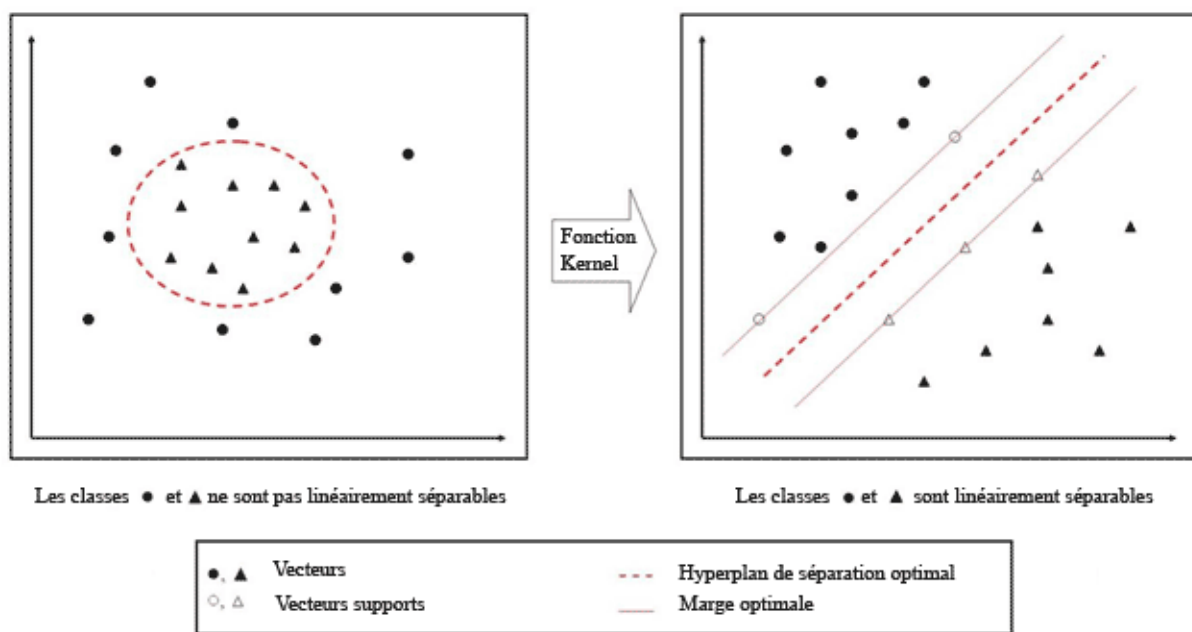 Fonction
Kernel
Les classes ● et ▲ ne sont pas linéairement séparables
Les classes ● et ▲ sont linéairement séparables
●, ▲ Vecteurs
○, △ Vecteurs supports
Hyperplan de séparation optimal
Marge optimale